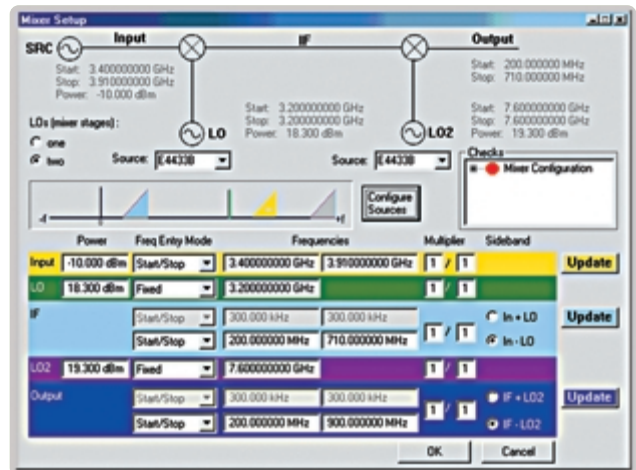 Mixer Setup
Input IF Output
SRC
Start: 3.400000000 GHz
Stop: 3.910000000 GHz
Power: -10.000 dBm
Start: 200.000000 MHz
Stop: 710.000000 MHz
LOs (mixer stages):
one
two
LO
Start: 3.200000000 GHz
Stop: 3.200000000 GHz
Power: 18.300 dBm
LO2
Start: 7.600000000 GHz
Stop: 7.600000000 GHz
Power: 19.300 dBm
Source: E4433B
Source: E4433B
Checks
Mixer Configuration
-f 0 +f
Configure Sources
Power Freq Entry Mode Frequencies Multiplier Sideband
Input -10.000 dBm Start/Stop 3.400000000 GHz 3.910000000 GHz 1 / 1 Update
LO 18.300 dBm Fixed 3.200000000 GHz 1 / 1
IF Start/Stop 300.000 kHz 300.000 kHz In + LO Update
Start/Stop 200.000000 MHz 710.000000 MHz 1 / 1 In - LO
LO2 19.300 dBm Fixed 7.600000000 GHz 1 / 1
Output Start/Stop 300.000 kHz 300.000 kHz IF + LO2 Update
Start/Stop 200.000000 MHz 900.000000 MHz 1 / 1 IF - LO2
OK Cancel